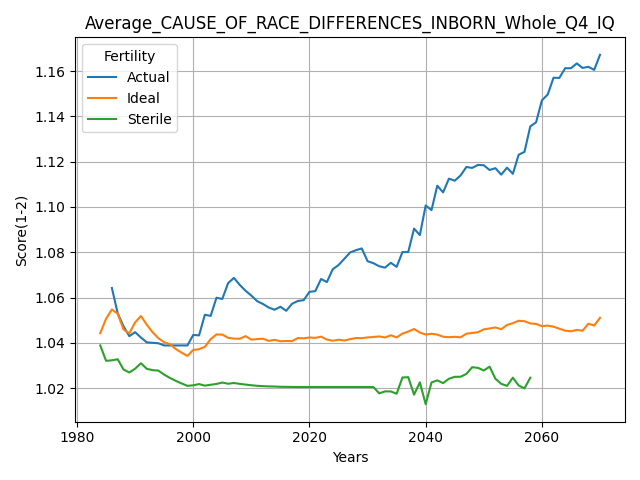 Average_CAUSE_OF_RACE_DIFFERENCES_INBORN_Whole_Q4_IQ
Fertility
Actual
Ideal
Sterile
Score(1-2)
1.16
1.14
1.12
1.10
1.08
1.06
1.04
1.02
1980
2000
2020
2040
2060
Years